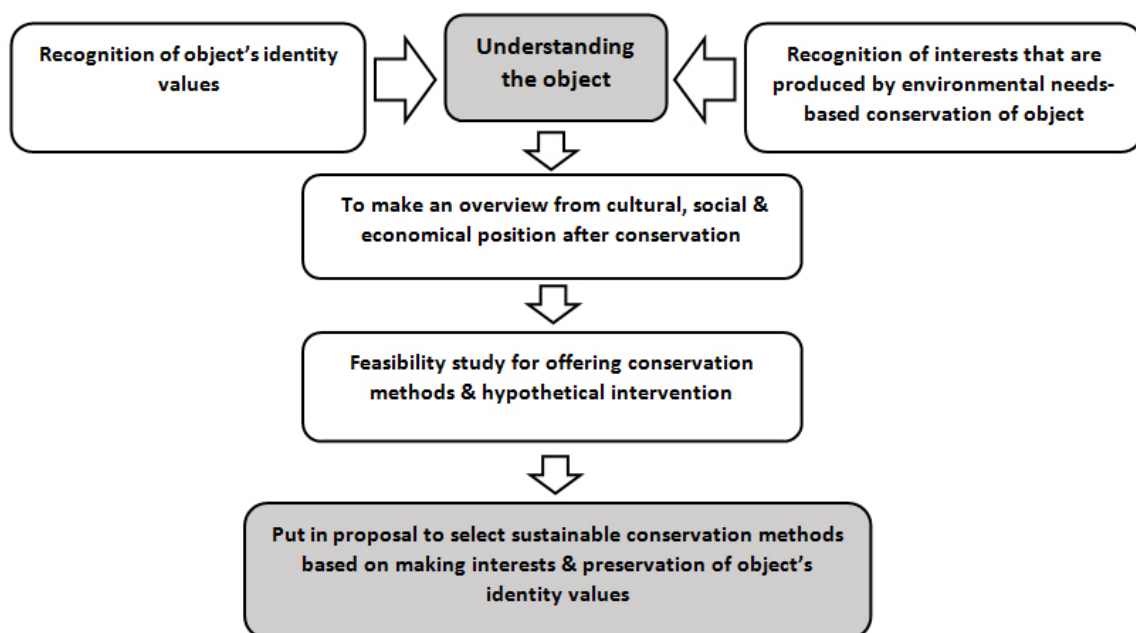 Recognition of object's identity
values
Understanding
the object
Recognition of interests that are
produced by environmental needs-
based conservation of object
To make an overview from cultural, social &
economical position after conservation
Feasibility study for offering conservation
methods & hypothetical intervention
Put in proposal to select sustainable conservation methods
based on making interests & preservation of object's
identity values